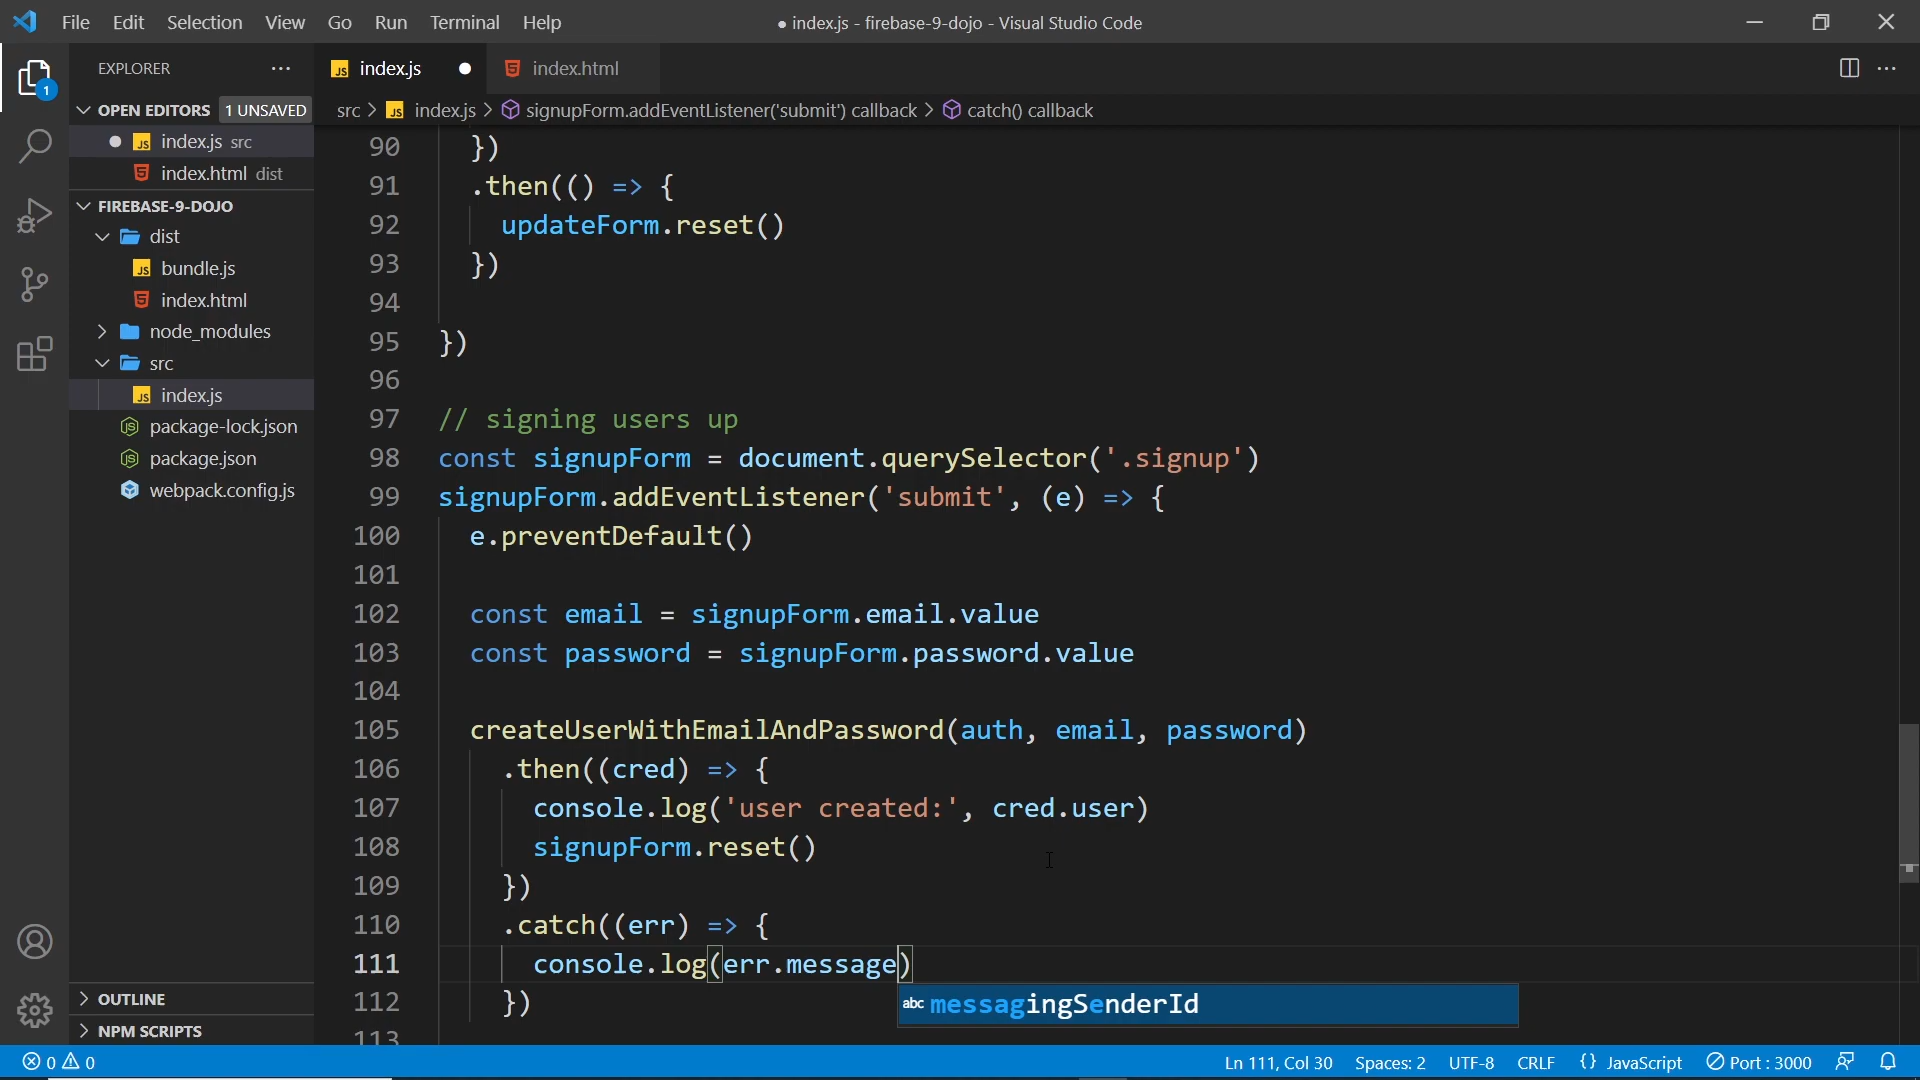 File Edit Selection View Go Run Terminal Help
● index.js - firebase-9-dojo - Visual Studio Code
EXPLORER
index.js
index.html
OPEN EDITORS 1 UNSAVED
src > index.js > signupForm.addEventListener('submit') callback > catch() callback
index.js src
index.html dist
FIREBASE-9-DOJO
dist
bundle.js
index.html
node_modules
src
index.js
package-lock.json
package.json
webpack.config.js
OUTLINE
NPM SCRIPTS
1
90 })
91 .then(() => {
92 updateForm.reset()
93 })
94
95 })
96
97 // signing users up
98 const signupForm = document.querySelector('.signup')
99 signupForm.addEventListener('submit', (e) => {
100 e.preventDefault()
101
102 const email = signupForm.email.value
103 const password = signupForm.password.value
104
105 createUserWithEmailAndPassword(auth, email, password)
106 .then((cred) => {
107 console.log('user created:', cred.user)
108 signupForm.reset()
109 })
110 .catch((err) => {
111 console.log(err.message)
112 })
abc messagingSenderId
113
0 0
Ln 111, Col 30 Spaces: 2 UTF-8 CRLF {} JavaScript Port : 3000